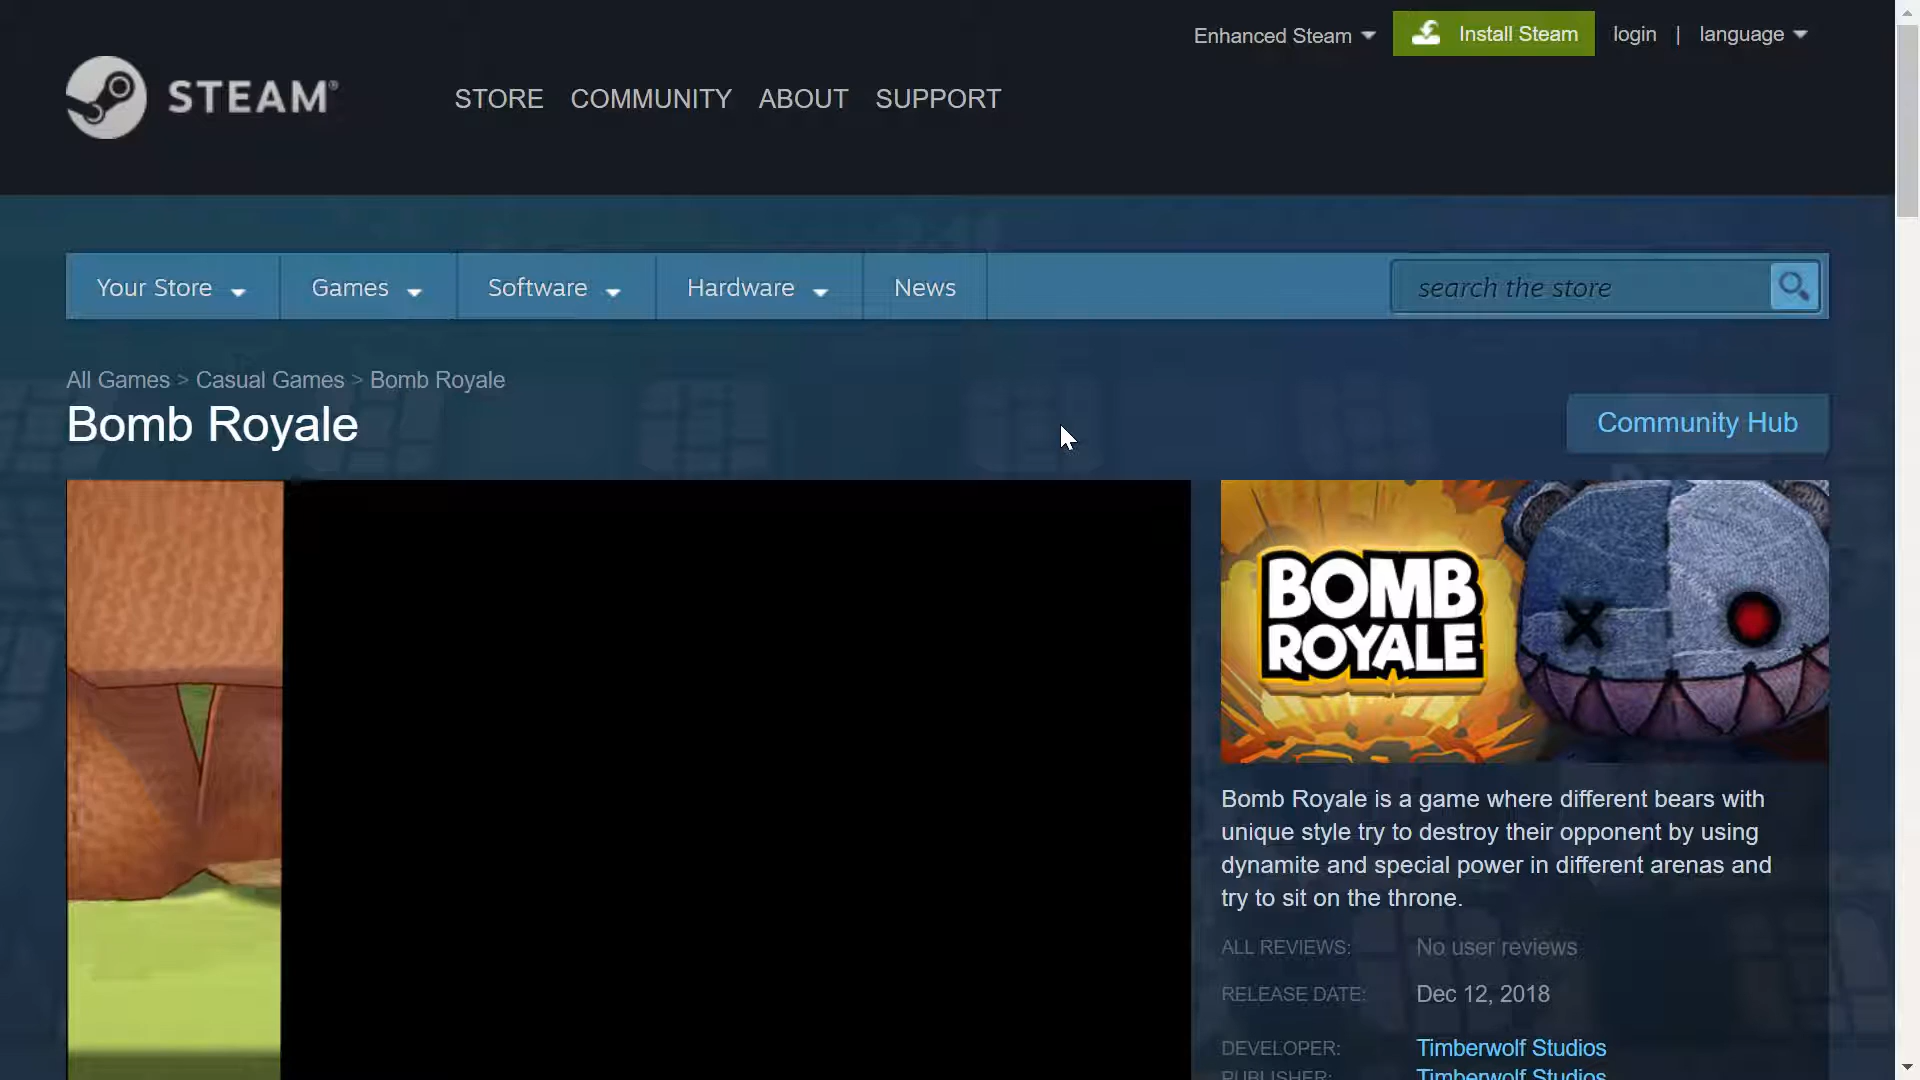 Enhanced Steam
Install Steam
login | language
STEAM®
STORE COMMUNITY ABOUT SUPPORT
Your Store Games Software Hardware News
search the store
All Games > Casual Games > Bomb Royale
Bomb Royale
Community Hub
BOMB
ROYALE
Bomb Royale is a game where different bears with
unique style try to destroy their opponent by using
dynamite and special power in different arenas and
try to sit on the throne.
ALL REVIEWS: No user reviews
RELEASE DATE: Dec 12, 2018
DEVELOPER: Timberwolf Studios
PUBLISHER: Timberwolf Studios